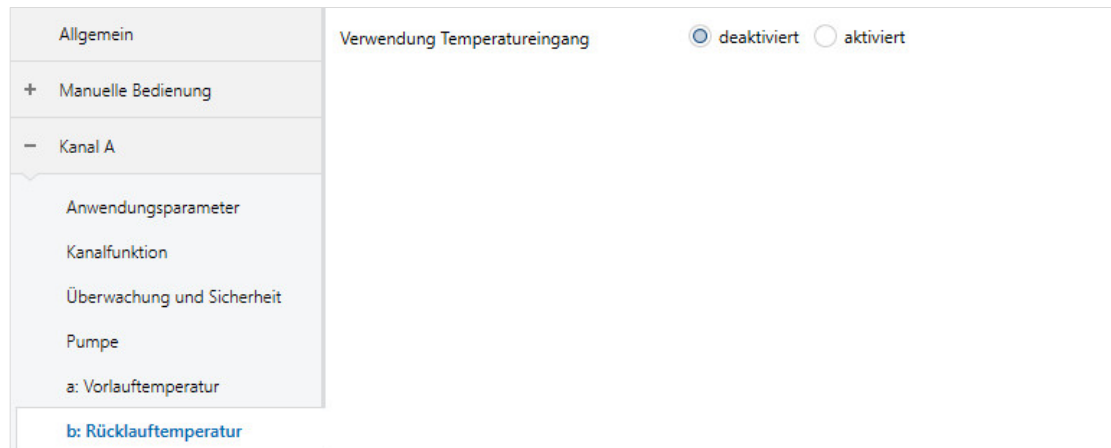 Allgemein
Verwendung Temperatureingang deaktiviert aktiviert
+ Manuelle Bedienung
− Kanal A
Anwendungsparameter
Kanalfunktion
Überwachung und Sicherheit
Pumpe
a: Vorlauftemperatur
b: Rücklauftemperatur